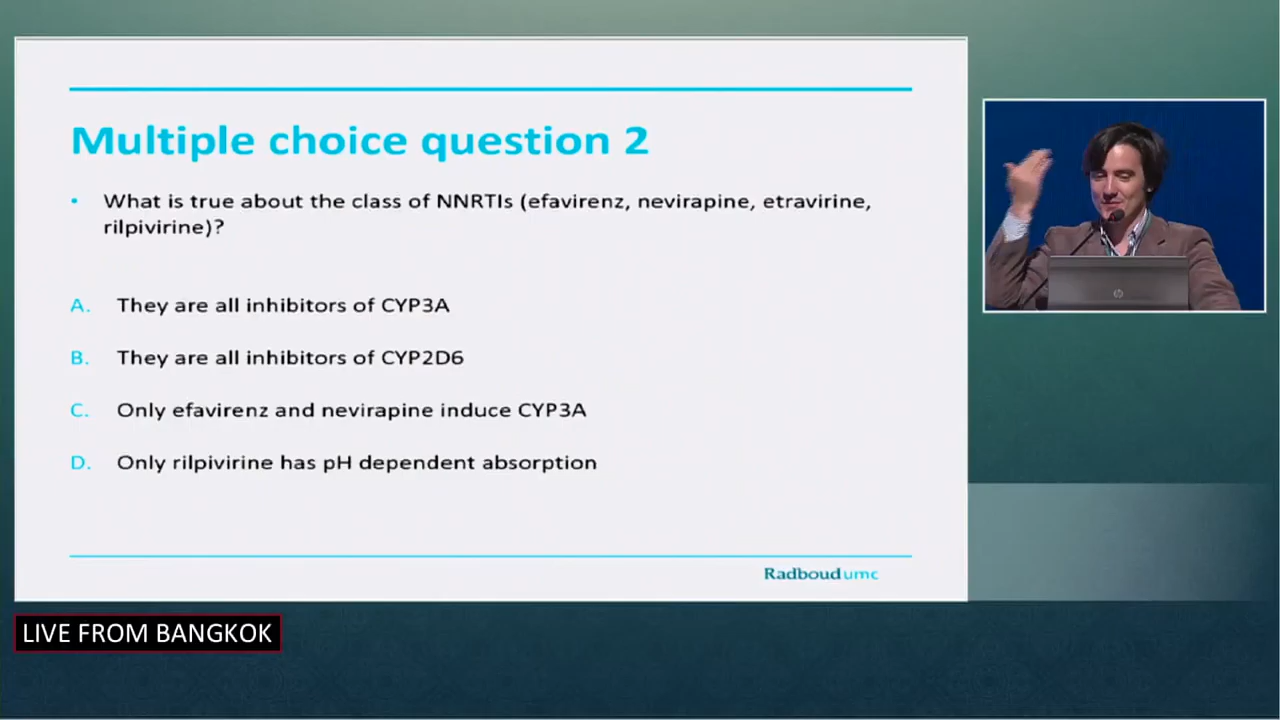 Multiple choice question 2
• What is true about the class of NNRTIs (efavirenz, nevirapine, etravirine,
rilpivirine)?
A. They are all inhibitors of CYP3A
B. They are all inhibitors of CYP2D6
C. Only efavirenz and nevirapine induce CYP3A
D. Only rilpivirine has pH dependent absorption
Radboudumc
hp
LIVE FROM BANGKOK